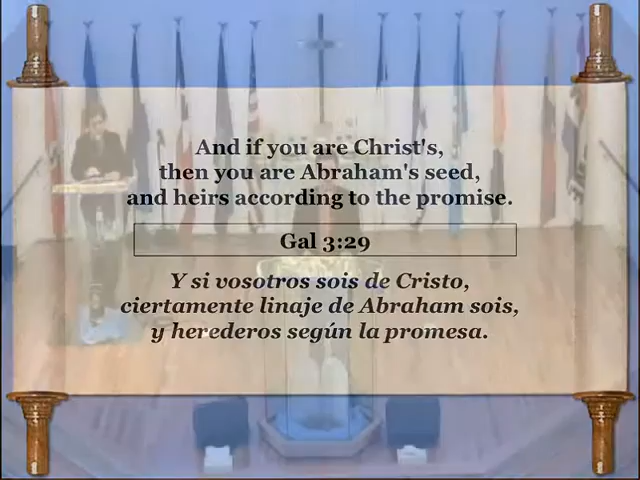 And if you are Christ's,
then you are Abraham's seed,
and heirs according to the promise.
Gal 3:29
Y si vosotros sois de Cristo,
ciertamente linaje de Abraham sois,
y herederos según la promesa.